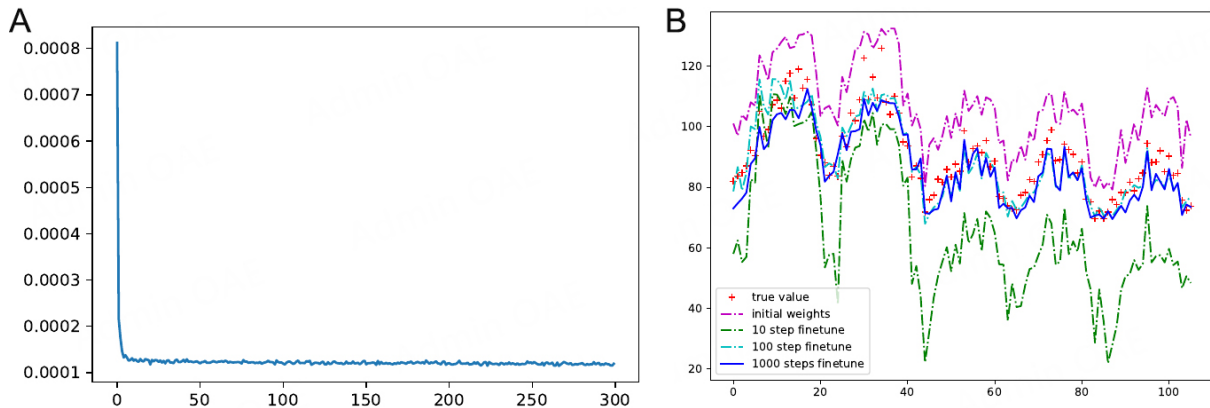 A
0.0008
0.0007
0.0006
0.0005
0.0004
0.0003
0.0002
0.0001
0 50 100 150 200 250 300
B
120
100
80
60
40
20
true value
initial weights
10 step finetune
100 step finetune
1000 steps finetune
0 20 40 60 80 100